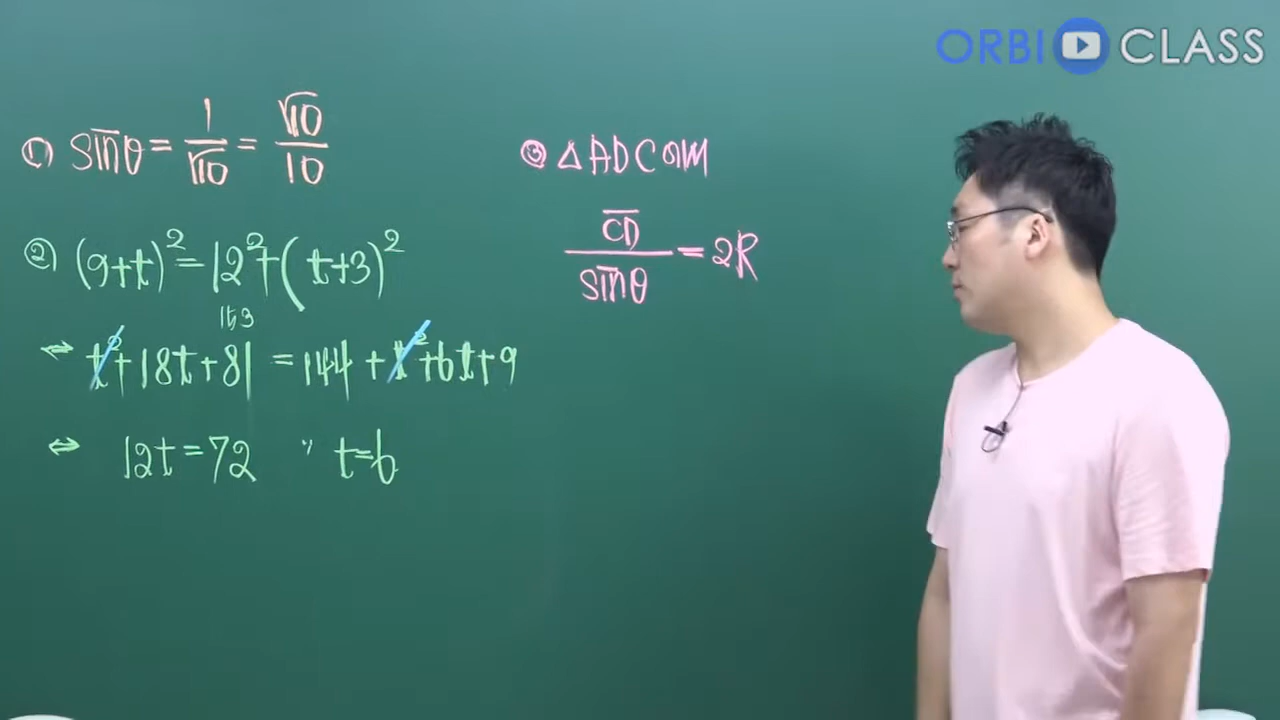 ORBI CLASS
① sinθ = 1/√10 = √10/10
② (9+t)² = 12² + (t+3)²
⇔ t² + 18t + 81 = 144 + t² + 6t + 9
153
⇔ 12t = 72 ∴ t = 6
③ △ADC에서
CD̅/sinθ = 2R